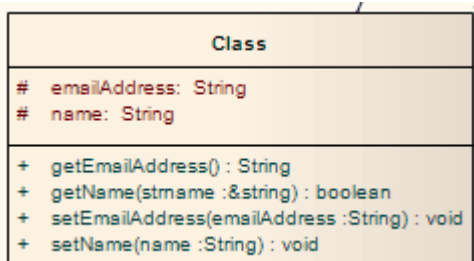 Class
# emailAddress: String
# name: String
+ getEmailAddress() : String
+ getName(strname :&string) : boolean
+ setEmailAddress(emailAddress :String) : void
+ setName(name :String) : void